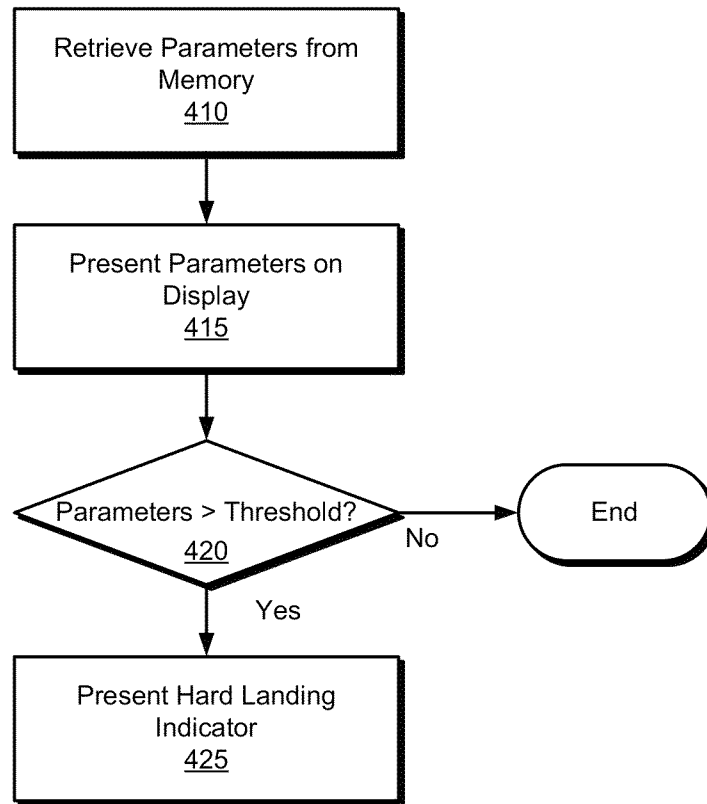 Retrieve Parameters from
Memory
410
Present Parameters on
Display
415
Parameters > Threshold?
420
No
End
Yes
Present Hard Landing
Indicator
425